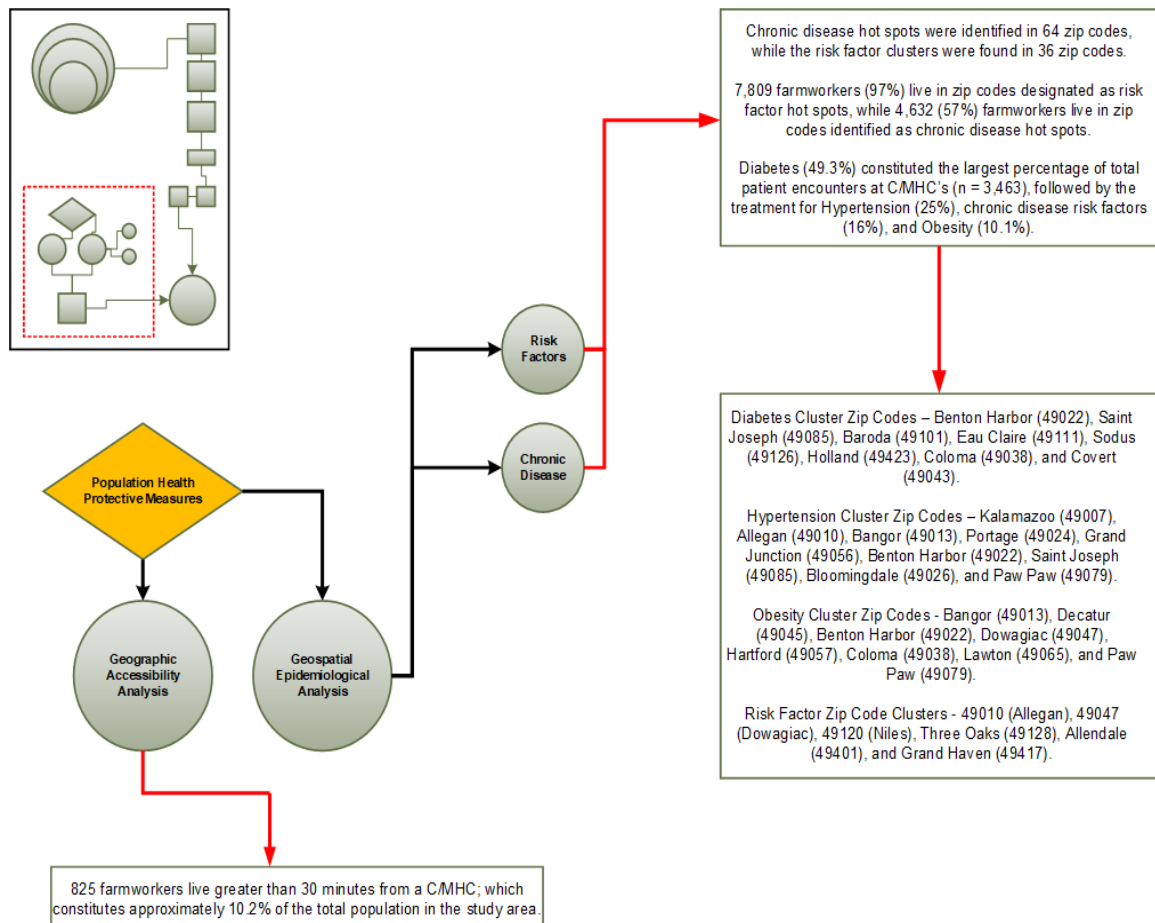 Chronic disease hot spots were identified in 64 zip codes,
while the risk factor clusters were found in 36 zip codes.
7,809 farmworkers (97%) live in zip codes designated as risk
factor hot spots, while 4,632 (57%) farmworkers live in zip
codes identified as chronic disease hot spots.
Diabetes (49.3%) constituted the largest percentage of total
patient encounters at C/MHC's (n = 3,463), followed by the
treatment for Hypertension (25%), chronic disease risk factors
(16%), and Obesity (10.1%).
Risk
Factors
Chronic
Disease
Population Health
Protective Measures
Geographic
Accessibility
Analysis
Geospatial
Epidemiological
Analysis
Diabetes Cluster Zip Codes – Benton Harbor (49022), Saint
Joseph (49085), Baroda (49101), Eau Claire (49111), Sodus
(49126), Holland (49423), Coloma (49038), and Covert
(49043).
Hypertension Cluster Zip Codes – Kalamazoo (49007),
Allegan (49010), Bangor (49013), Portage (49024), Grand
Junction (49056), Benton Harbor (49022), Saint Joseph
(49085), Bloomingdale (49026), and Paw Paw (49079).
Obesity Cluster Zip Codes - Bangor (49013), Decatur
(49045), Benton Harbor (49022), Dowagiac (49047),
Hartford (49057), Coloma (49038), Lawton (49065), and Paw
Paw (49079).
Risk Factor Zip Code Clusters - 49010 (Allegan), 49047
(Dowagiac), 49120 (Niles), Three Oaks (49128), Allendale
(49401), and Grand Haven (49417).
825 farmworkers live greater than 30 minutes from a C/MHC; which
constitutes approximately 10.2% of the total population in the study area.